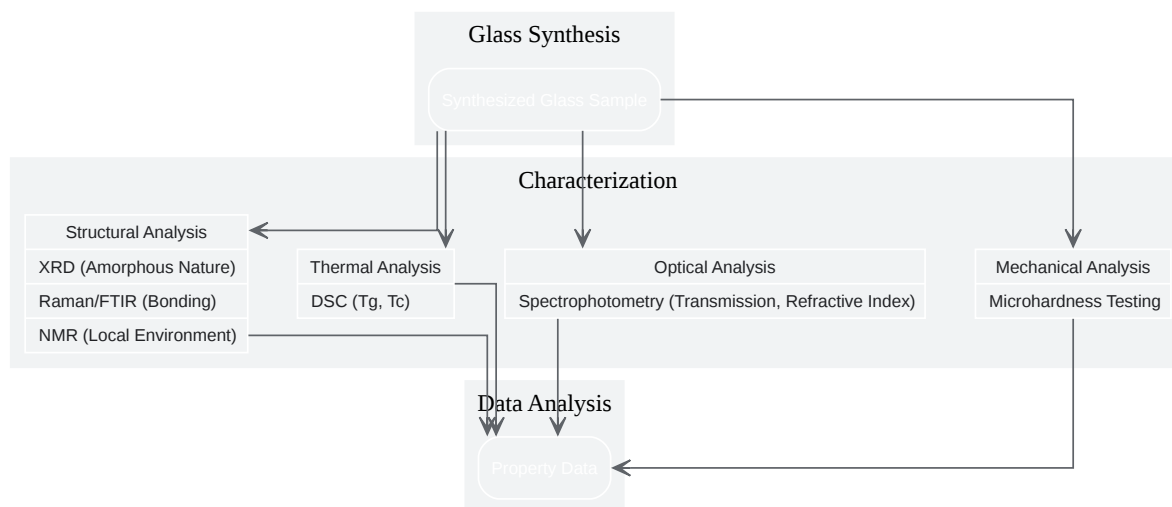 Glass Synthesis
Synthesized Glass Sample
Characterization
Structural Analysis
XRD (Amorphous Nature)
Raman/FTIR (Bonding)
NMR (Local Environment)
Thermal Analysis
DSC (Tg, Tc)
Optical Analysis
Spectrophotometry (Transmission, Refractive Index)
Mechanical Analysis
Microhardness Testing
Data Analysis
Property Data